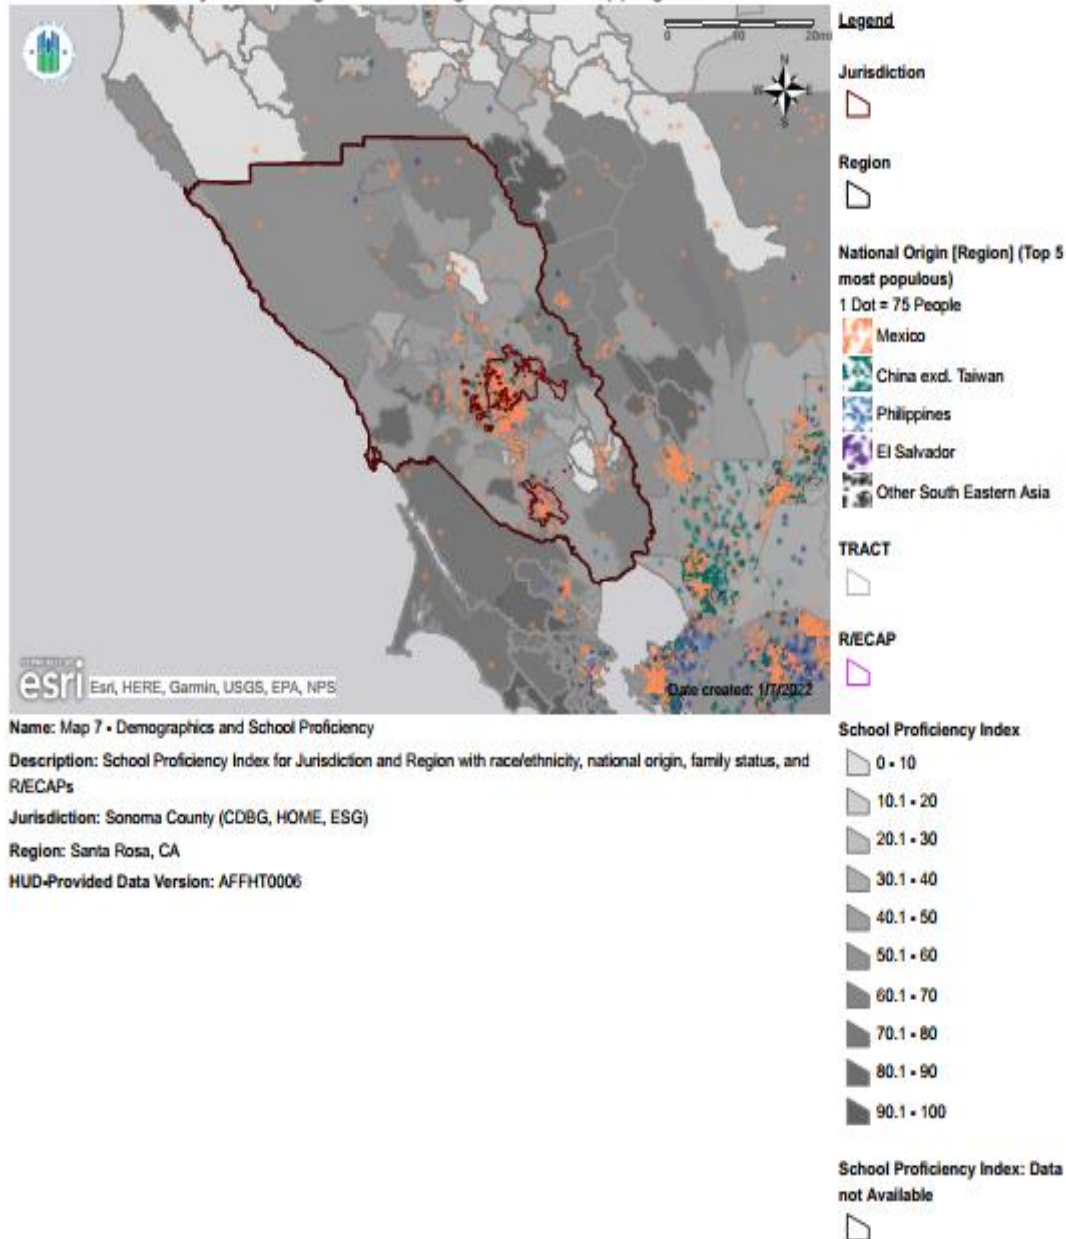 Legend
0 10 20mi
N
W E
S
Jurisdiction
Region
National Origin [Region] (Top 5
most populous)
1 Dot = 75 People
Mexico
China excl. Taiwan
Philippines
El Salvador
Other South Eastern Asia
TRACT
R/ECAP
esri
Esri, HERE, Garmin, USGS, EPA, NPS
Date created: 1/7/2022
Name: Map 7 - Demographics and School Proficiency
Description: School Proficiency Index for Jurisdiction and Region with race/ethnicity, national origin, family status, and
R/ECAPs
Jurisdiction: Sonoma County (CDBG, HOME, ESG)
Region: Santa Rosa, CA
HUD-Provided Data Version: AFFHT0006
School Proficiency Index
0 - 10
10.1 - 20
20.1 - 30
30.1 - 40
40.1 - 50
50.1 - 60
60.1 - 70
70.1 - 80
80.1 - 90
90.1 - 100
School Proficiency Index: Data
not Available